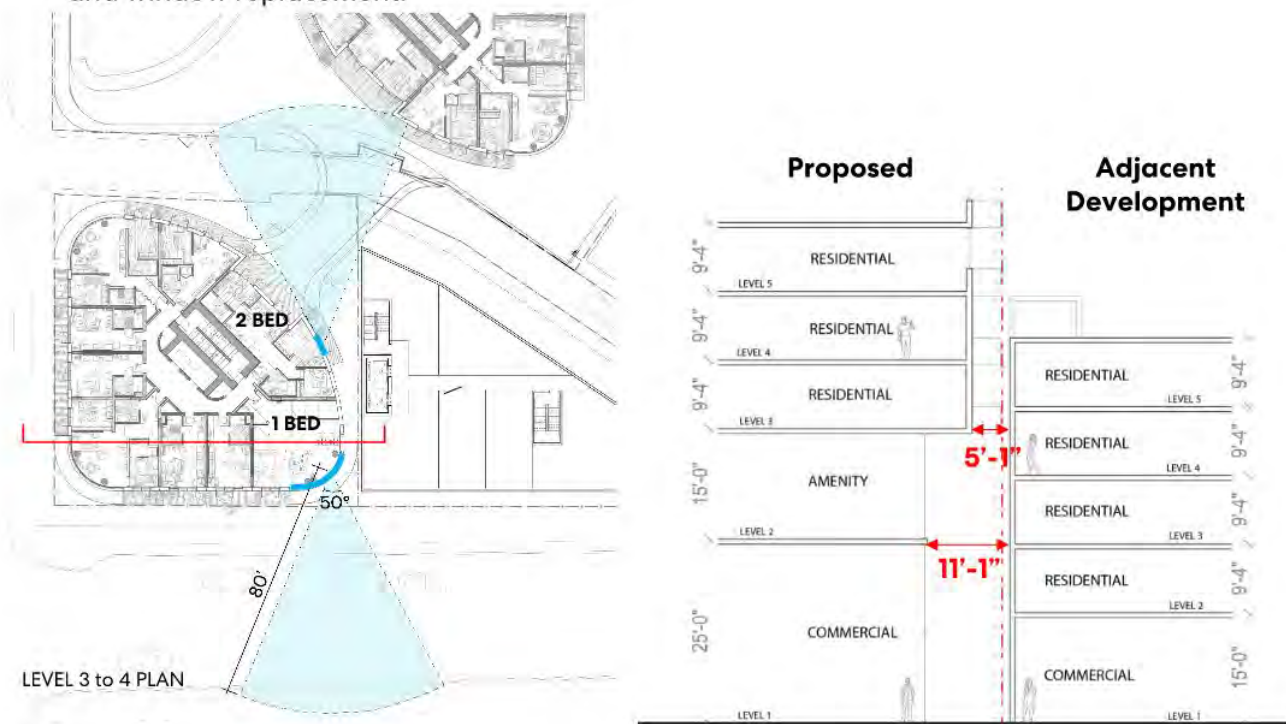 and window replacement.
2 BED
1 BED
50°
80'
LEVEL 3 to 4 PLAN
Proposed
Adjacent
Development
9'-4"
RESIDENTIAL
LEVEL 5
9'-4"
RESIDENTIAL
LEVEL 4
9'-4"
RESIDENTIAL
LEVEL 3
5'-1"
15'-0"
AMENITY
LEVEL 2
11'-1"
25'-0"
COMMERCIAL
LEVEL 1
RESIDENTIAL
9'-4"
LEVEL 5
RESIDENTIAL
9'-4"
LEVEL 4
RESIDENTIAL
9'-4"
LEVEL 3
RESIDENTIAL
9'-4"
LEVEL 2
COMMERCIAL
15'-0"
LEVEL 1